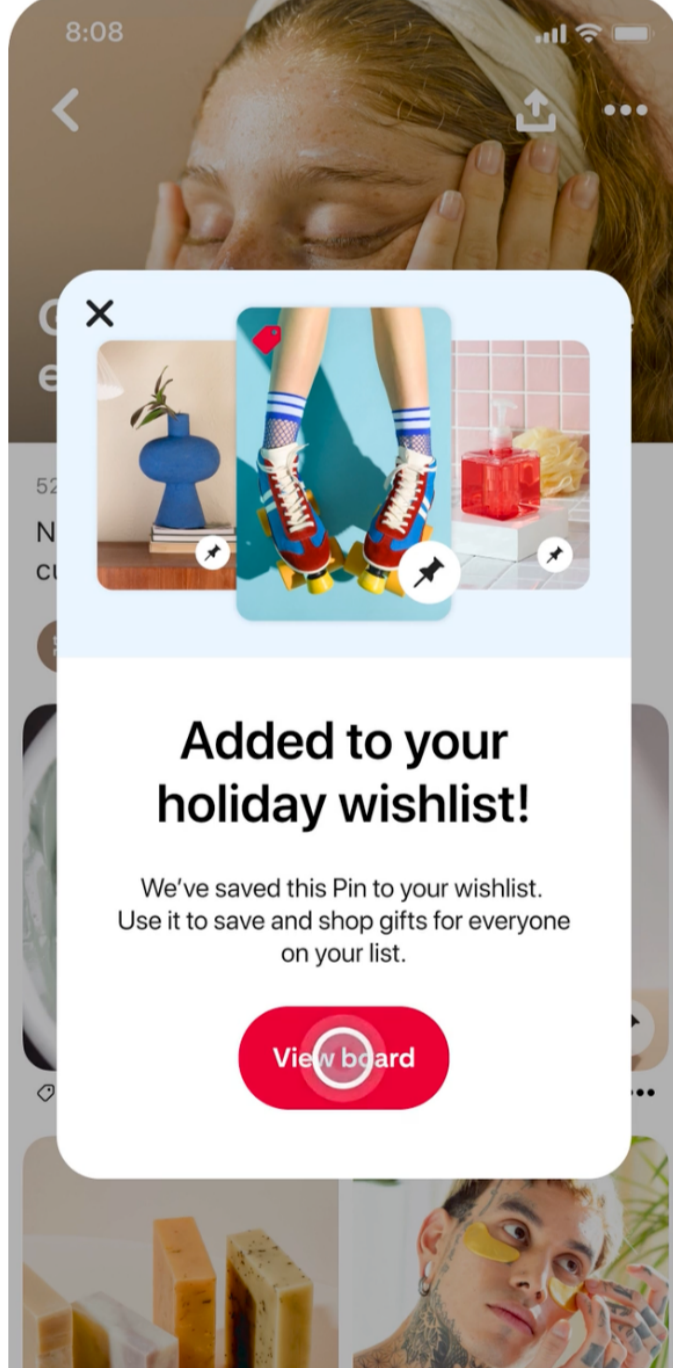 8:08
52
Added to your
holiday wishlist!
We've saved this Pin to your wishlist.
Use it to save and shop gifts for everyone
on your list.
View board